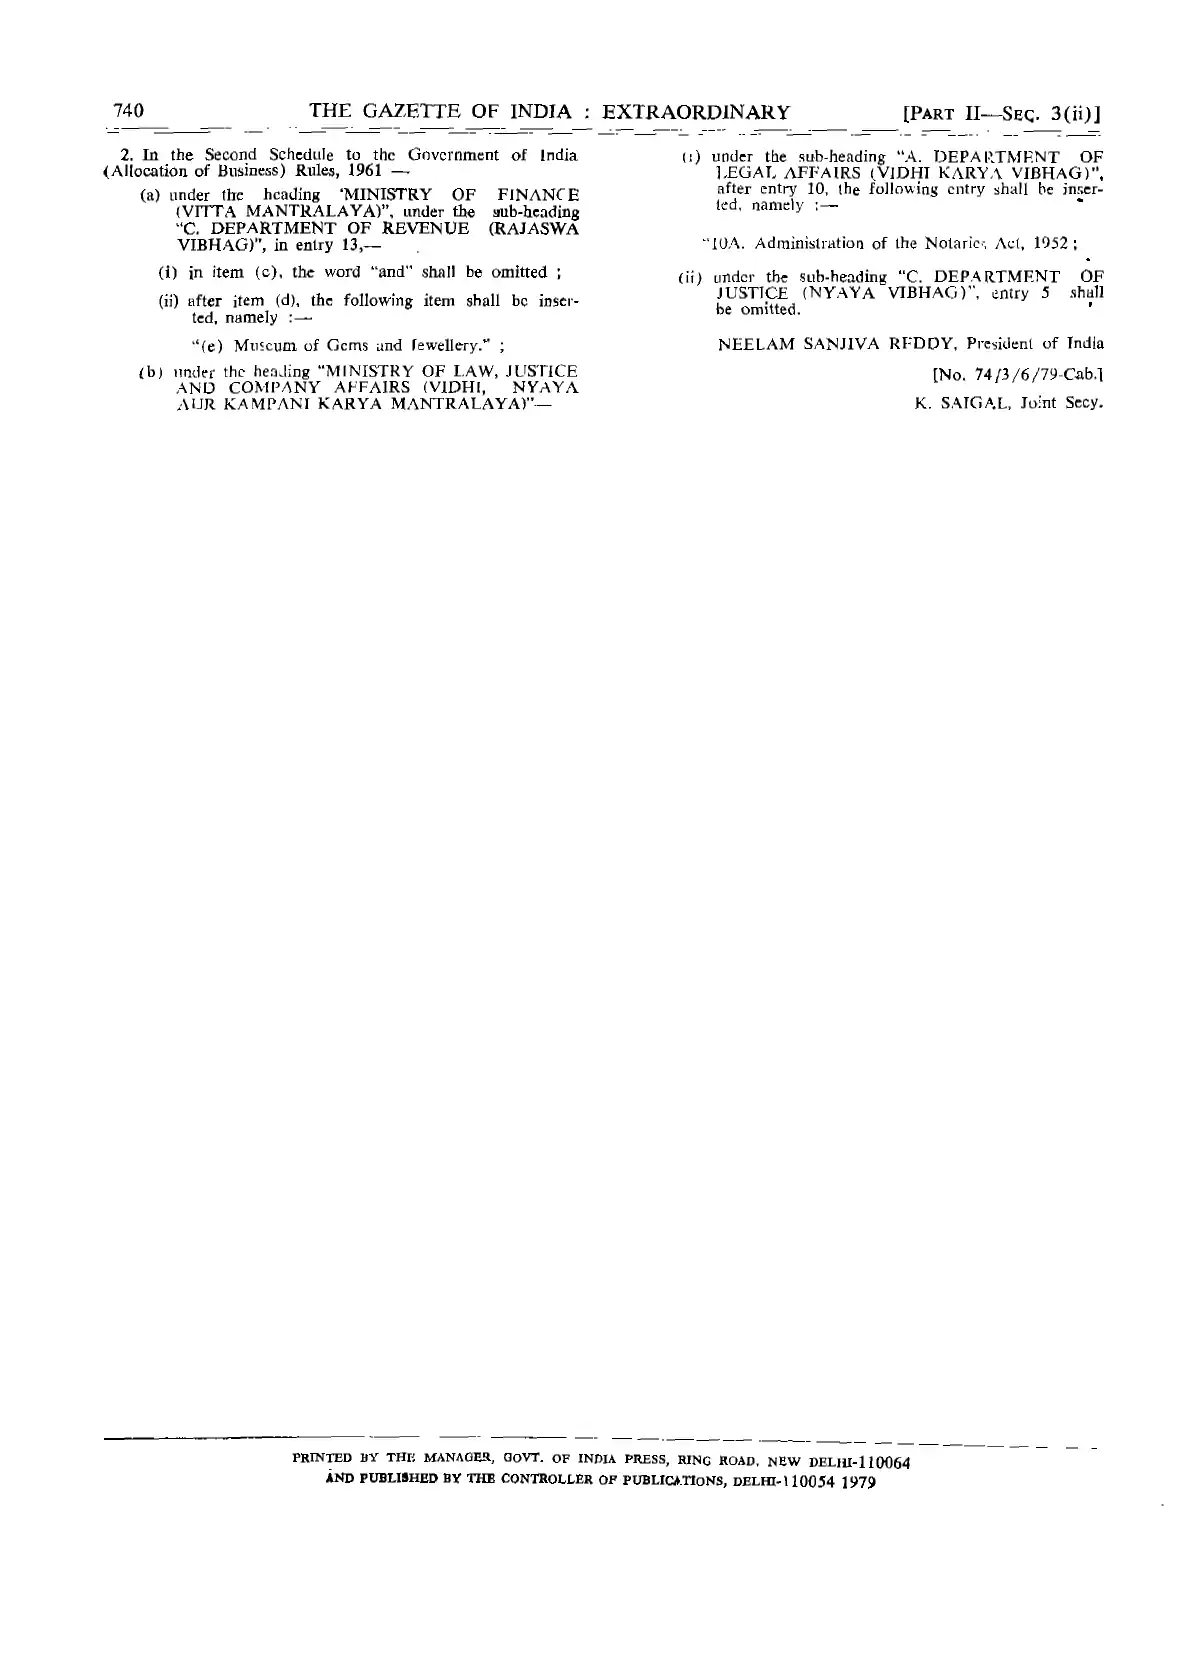 740 THE GAZETTE OF INDIA : EXTRAORDINARY [PART II—SEC. 3(ii)]
2. In the Second Schedule to the Government of India
(Allocation of Business) Rules, 1961 —
(a) under the heading 'MINISTRY OF FINANCE
(VITTA MANTRALAYA)", under the sub-heading
"C. DEPARTMENT OF REVENUE (RAJASWA
VIBHAG)", in entry 13,—
(i) in item (c), the word "and" shall be omitted ;
(ii) after item (d), the following item shall be inser-
ted, namely :—
"(e) Museum of Gems and Jewellery." ;
(b) under the heading "MINISTRY OF LAW, JUSTICE
AND COMPANY AFFAIRS (VIDHI, NYAYA
AUR KAMPANI KARYA MANTRALAYA)"—
(i) under the sub-heading "A. DEPARTMENT OF
LEGAL AFFAIRS (VIDHI KARYA VIBHAG)",
after entry 10, the following entry shall be inser-
ted, namely :—
"10A. Administration of the Notaries Act, 1952 ;
(ii) under the sub-heading "C. DEPARTMENT OF
JUSTICE (NYAYA VIBHAG)", entry 5 shall
be omitted.
NEELAM SANJIVA REDDY, President of India
[No. 74/3/6/79-Cab.]
K. SAIGAL, Joint Secy.
PRINTED BY THE MANAGER, GOVT. OF INDIA PRESS, RING ROAD, NEW DELHI-110064
AND PUBLISHED BY THE CONTROLLER OF PUBLICATIONS, DELHI-110054 1979